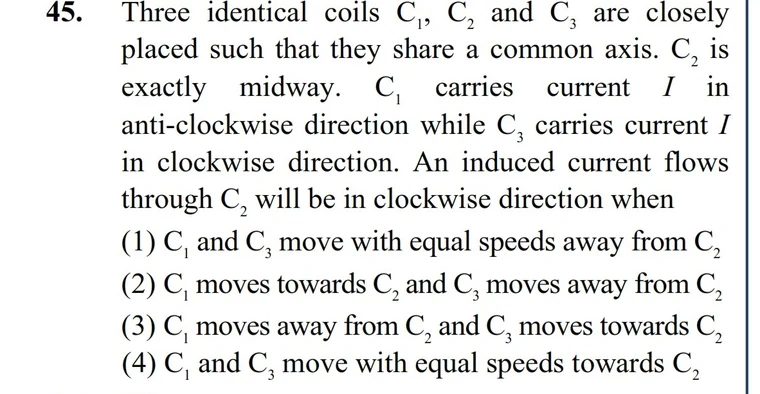 45. Three identical coils C₁, C₂ and C₃ are closely
placed such that they share a common axis. C₂ is
exactly midway. C₁ carries current I in
anti-clockwise direction while C₃ carries current I
in clockwise direction. An induced current flows
through C₂ will be in clockwise direction when
(1) C₁ and C₃ move with equal speeds away from C₂
(2) C₁ moves towards C₂ and C₃ moves away from C₂
(3) C₁ moves away from C₂ and C₃ moves towards C₂
(4) C₁ and C₃ move with equal speeds towards C₂